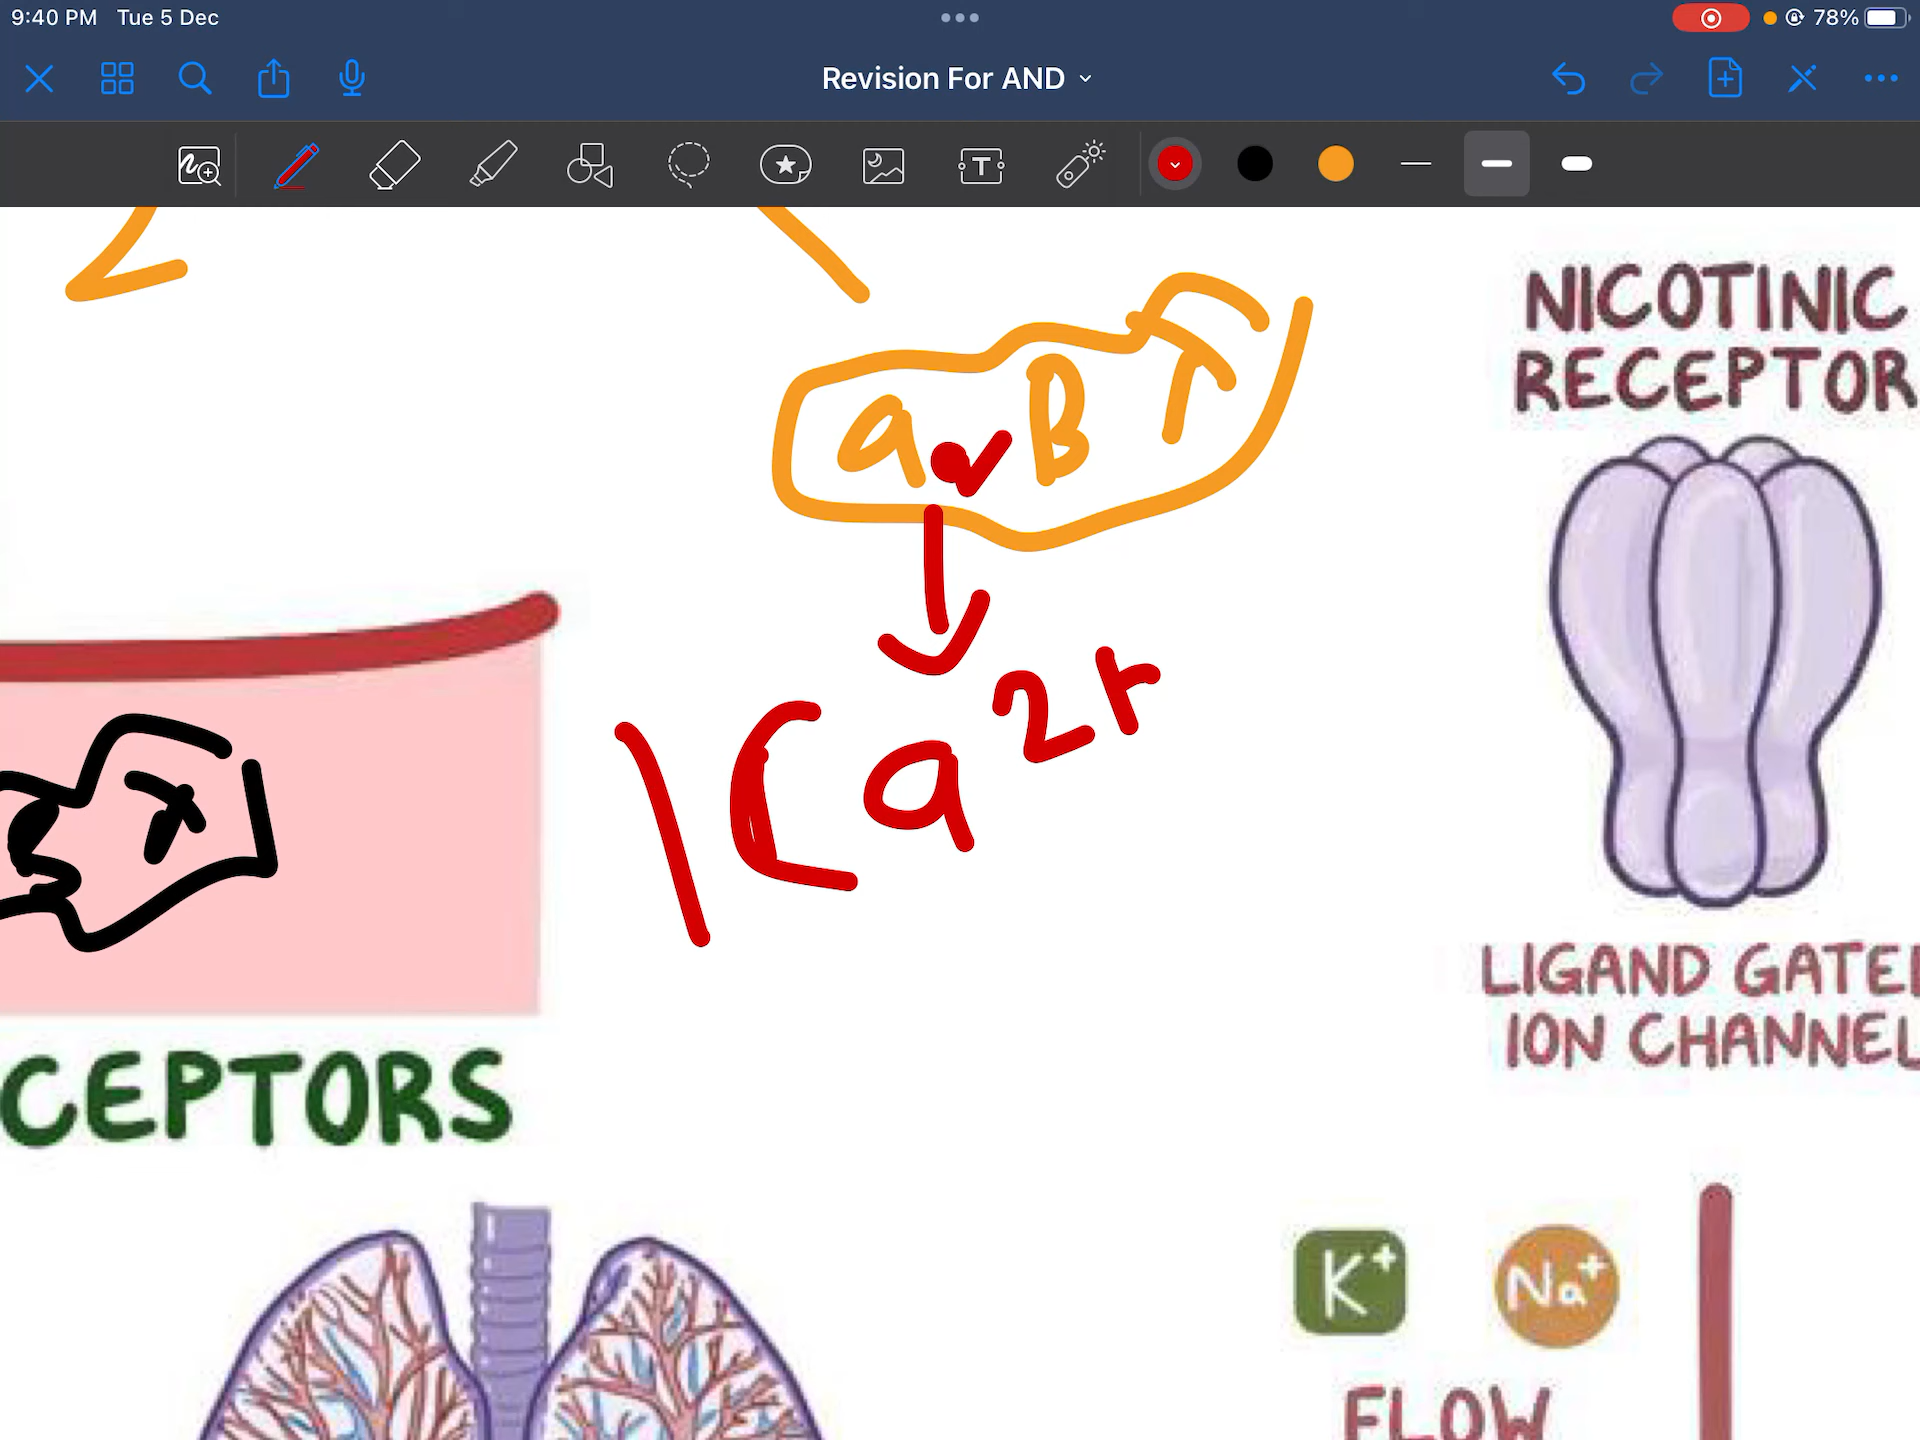 9:40 PM Tue 5 Dec
78%
Revision For AND
T
2
NICOTINIC
RECEPTOR
a B T
Ca2+
LIGAND GATE
ION CHANNEL
CEPTORS
K+ Na+
FLOW